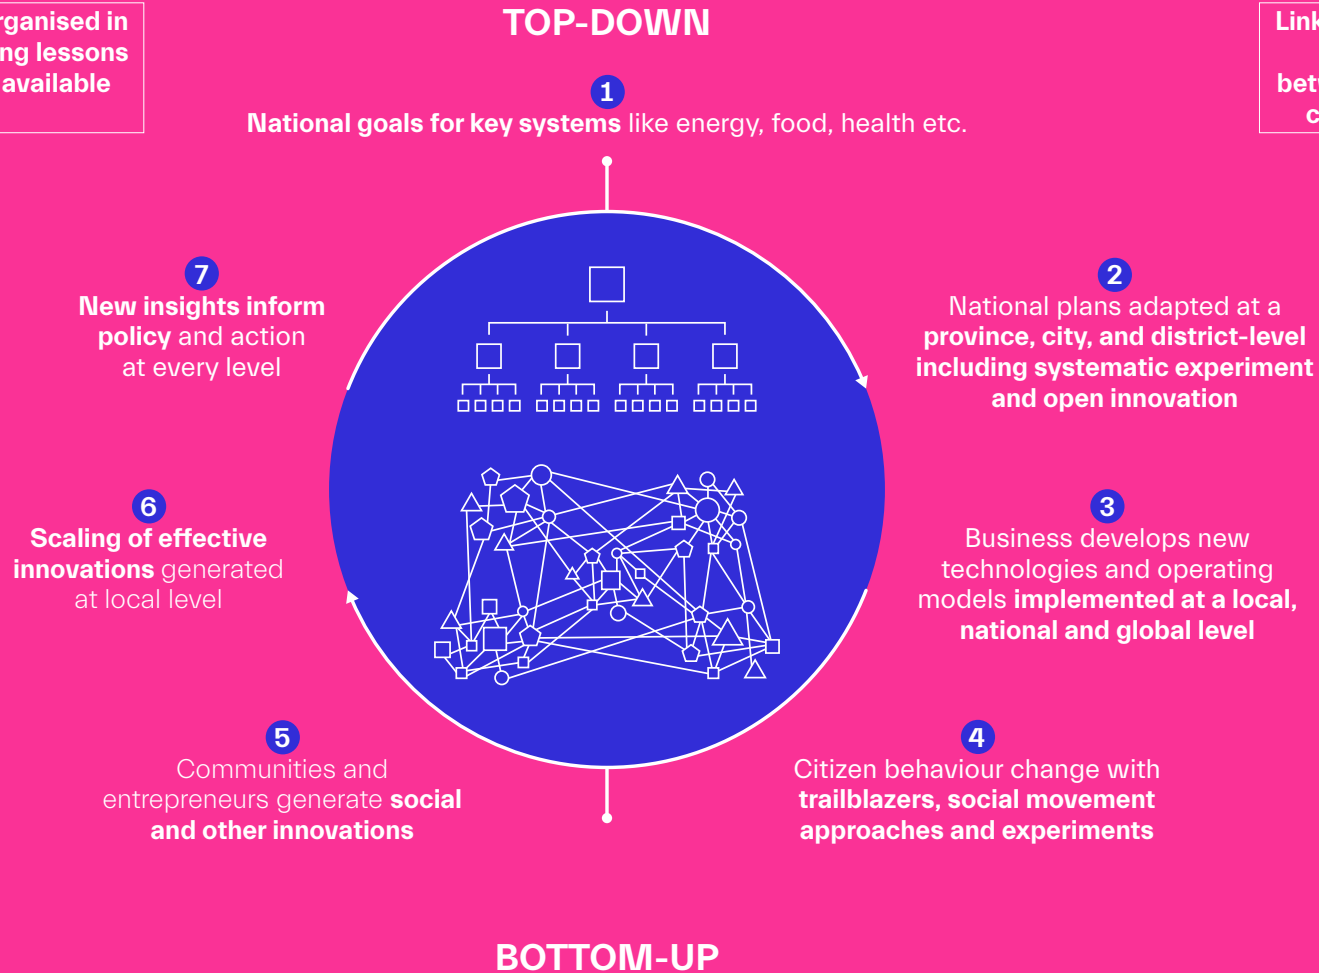 rganised in
ng lessons
available
TOP-DOWN
Link
betw
c
1
National goals for key systems like energy, food, health etc.
7
New insights inform
policy and action
at every level
2
National plans adapted at a
province, city, and district-level
including systematic experiment
and open innovation
6
Scaling of effective
innovations generated
at local level
3
Business develops new
technologies and operating
models implemented at a local,
national and global level
5
Communities and
entrepreneurs generate social
and other innovations
4
Citizen behaviour change with
trailblazers, social movement
approaches and experiments
BOTTOM-UP